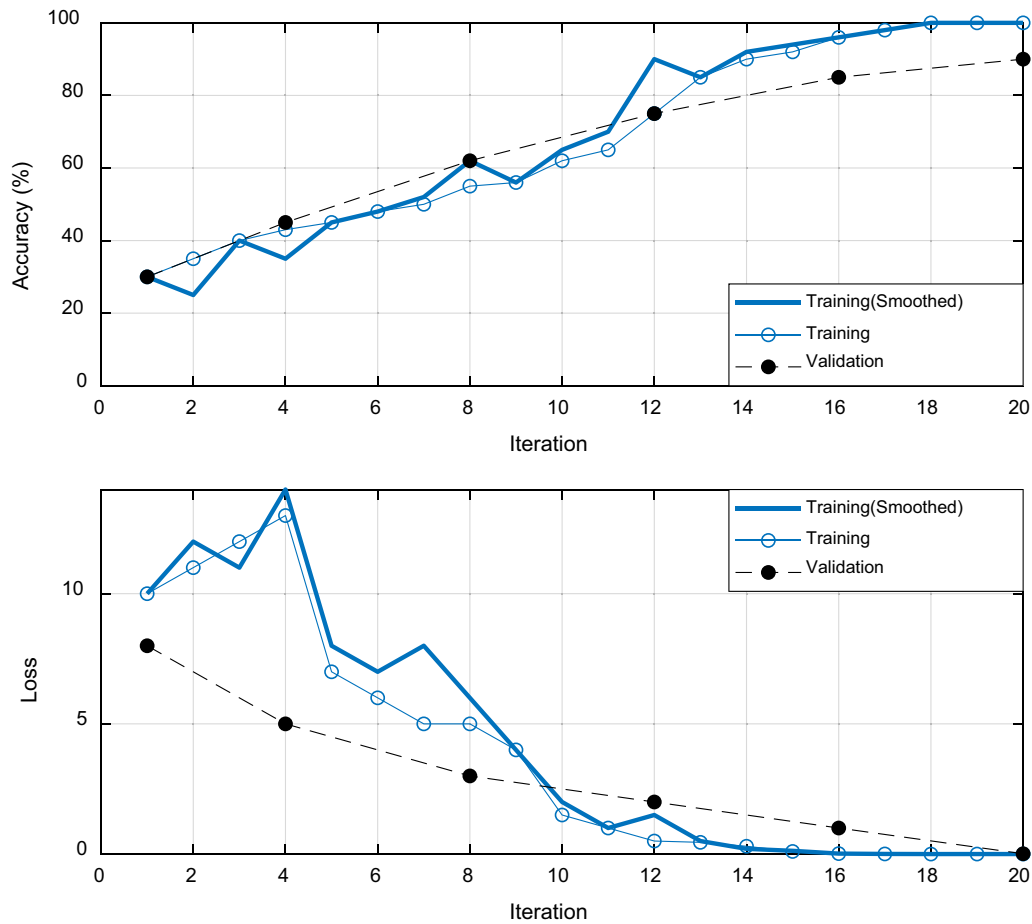 100
80
60
40
20
0
Accuracy (%)
Training(Smoothed)
Training
Validation
0 2 4 6 8 10 12 14 16 18 20
Iteration
10
5
0
Loss
Training(Smoothed)
Training
Validation
0 2 4 6 8 10 12 14 16 18 20
Iteration